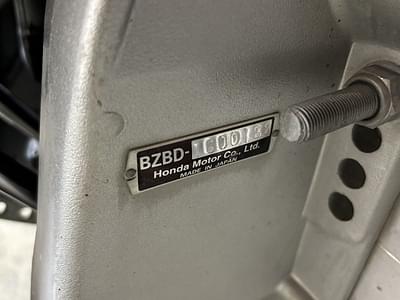 BZBD-
Honda Motor Co., Ltd.
MADE IN JAPAN